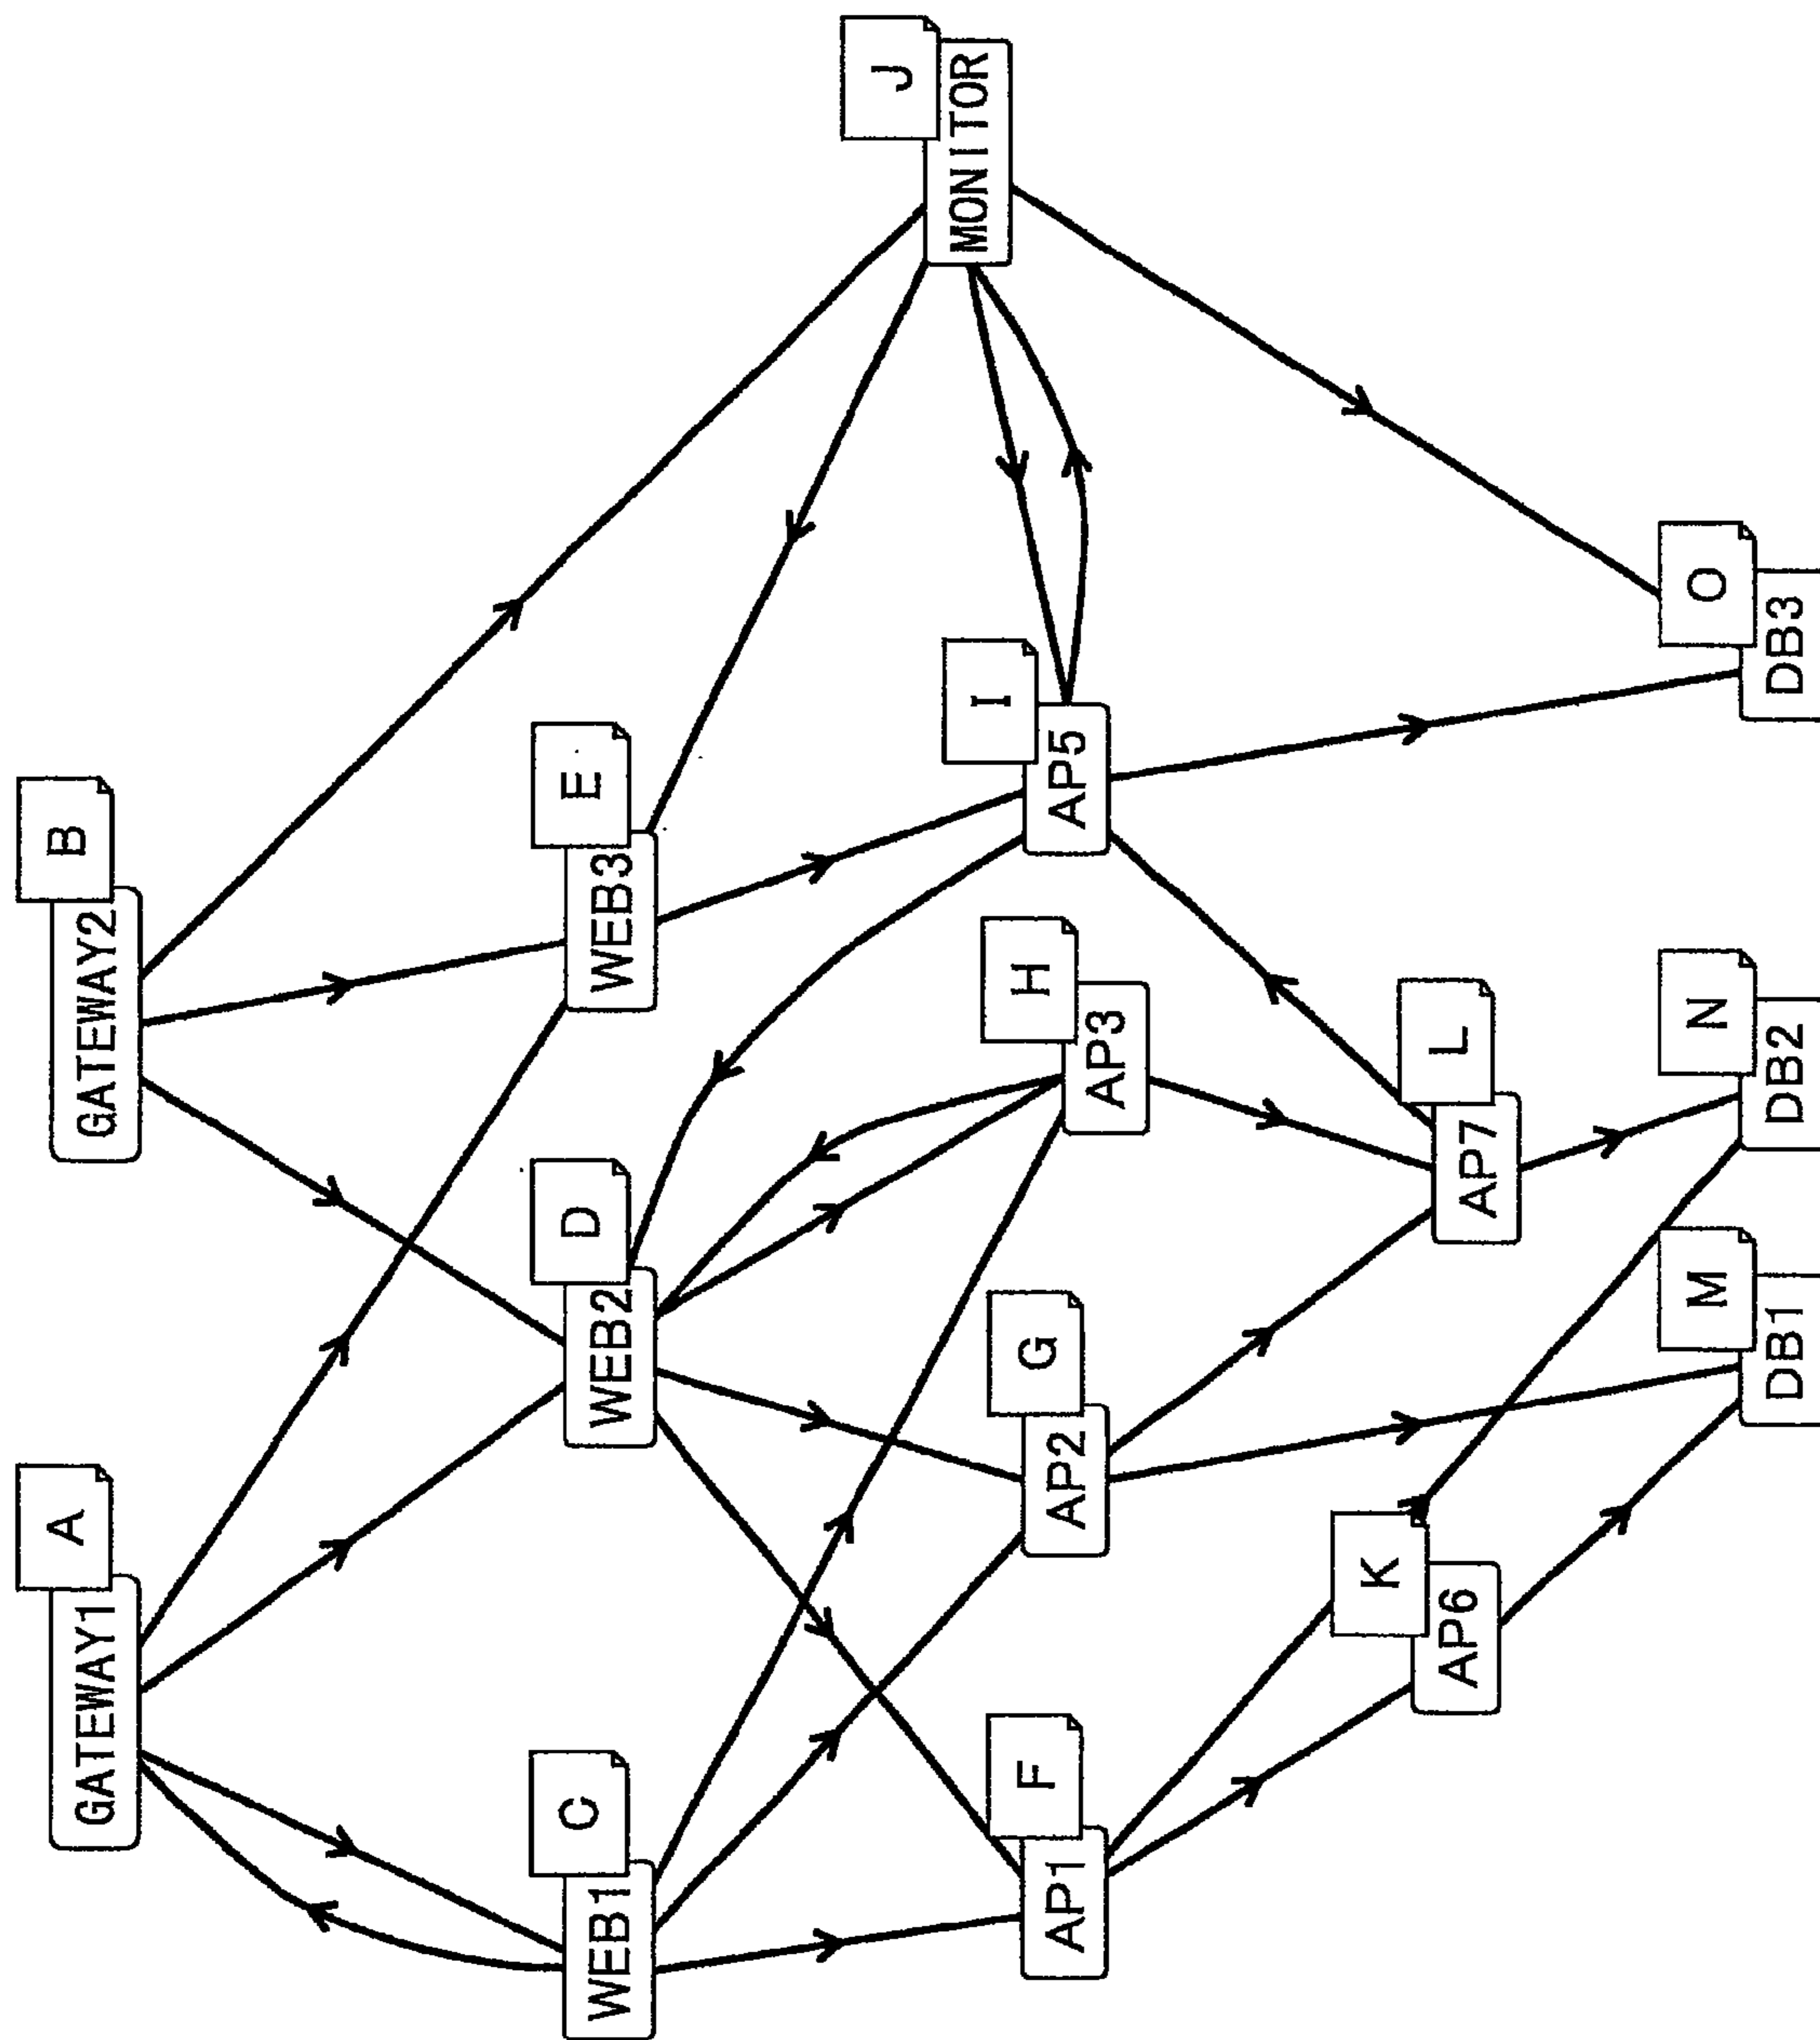 A
GATEWAY1
B
GATEWAY2
C
WEB1
D
WEB2
E
WEB3
F
AP1
G
AP2
H
AP3
I
AP5
J
MONITOR
K
AP6
L
AP7
M
DB1
N
DB2
O
DB3